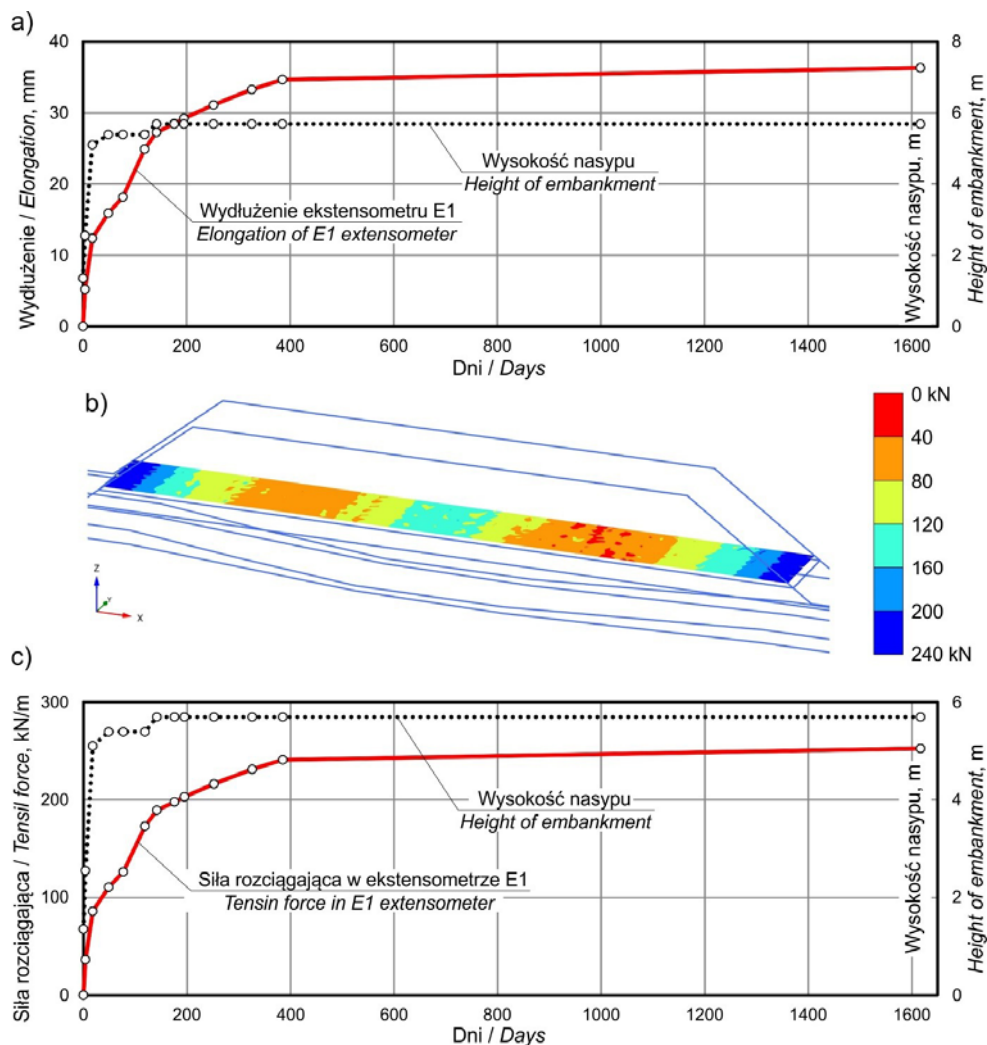 a)
Wydłużenie / Elongation, mm
40
30
20
10
0
8
6
4
2
0
Wysokość nasypu, m
Height of embankment, m
Wysokość nasypu
Height of embankment
Wydłużenie ekstensometru E1
Elongation of E1 extensometer
0 200 400 600 800 1000 1200 1400 1600
Dni / Days
b)
0 kN
40
80
120
160
200
240 kN
Z
Y
X
c)
Siła rozciągająca / Tensil force, kN/m
300
200
100
0
6
4
2
0
Wysokość nasypu, m
Height of embankment, m
Wysokość nasypu
Height of embankment
Siła rozciągająca w ekstensometrze E1
Tensin force in E1 extensometer
0 200 400 600 800 1000 1200 1400 1600
Dni / Days